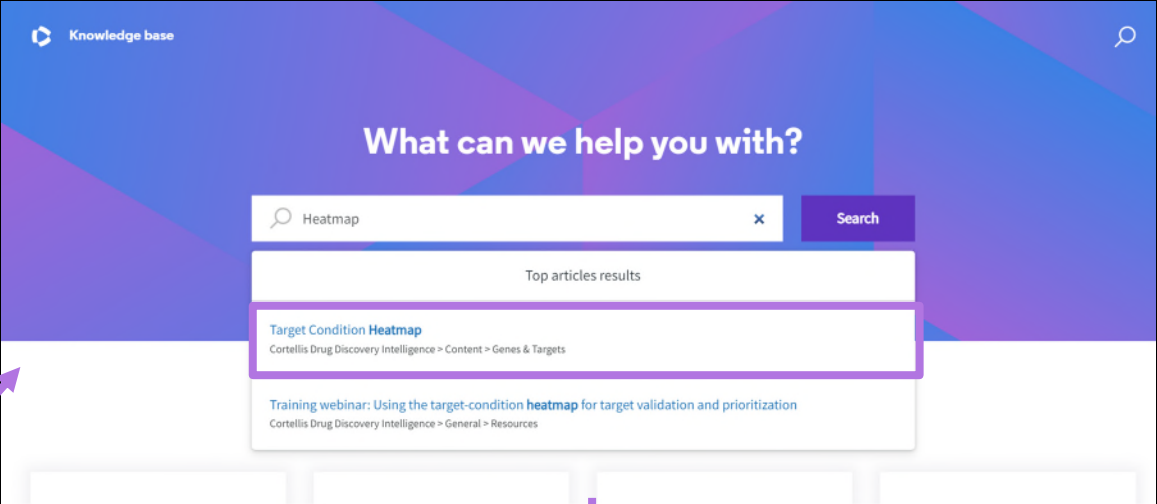 Knowledge base
What can we help you with?
Heatmap
Search
Top articles results
Target Condition Heatmap
Cortellis Drug Discovery Intelligence > Content > Genes & Targets
Training webinar: Using the target-condition heatmap for target validation and prioritization
Cortellis Drug Discovery Intelligence > General > Resources